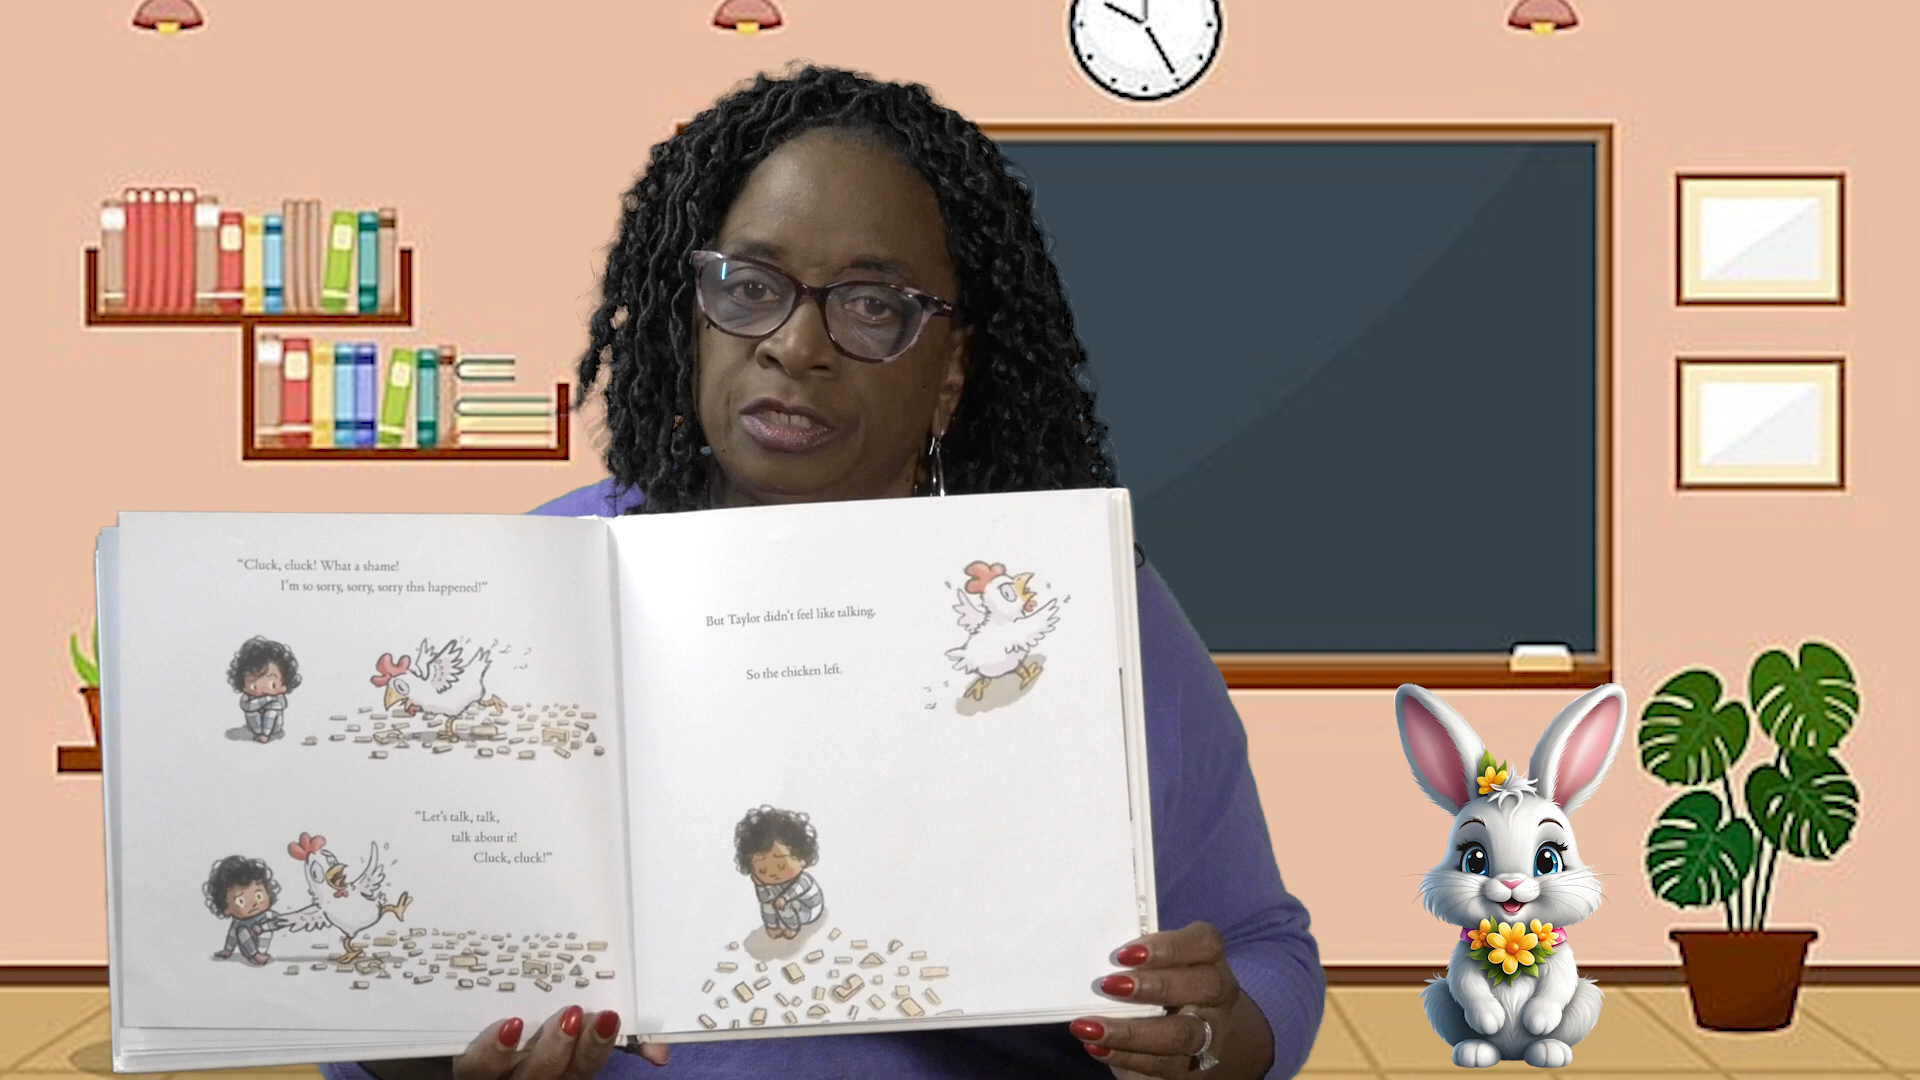 “Cluck, cluck! What a shame!
I’m so sorry, sorry, sorry this happened!”
“Let’s talk, talk,
talk about it!
Cluck, cluck!”
But Taylor didn’t feel like talking.
So the chicken left.